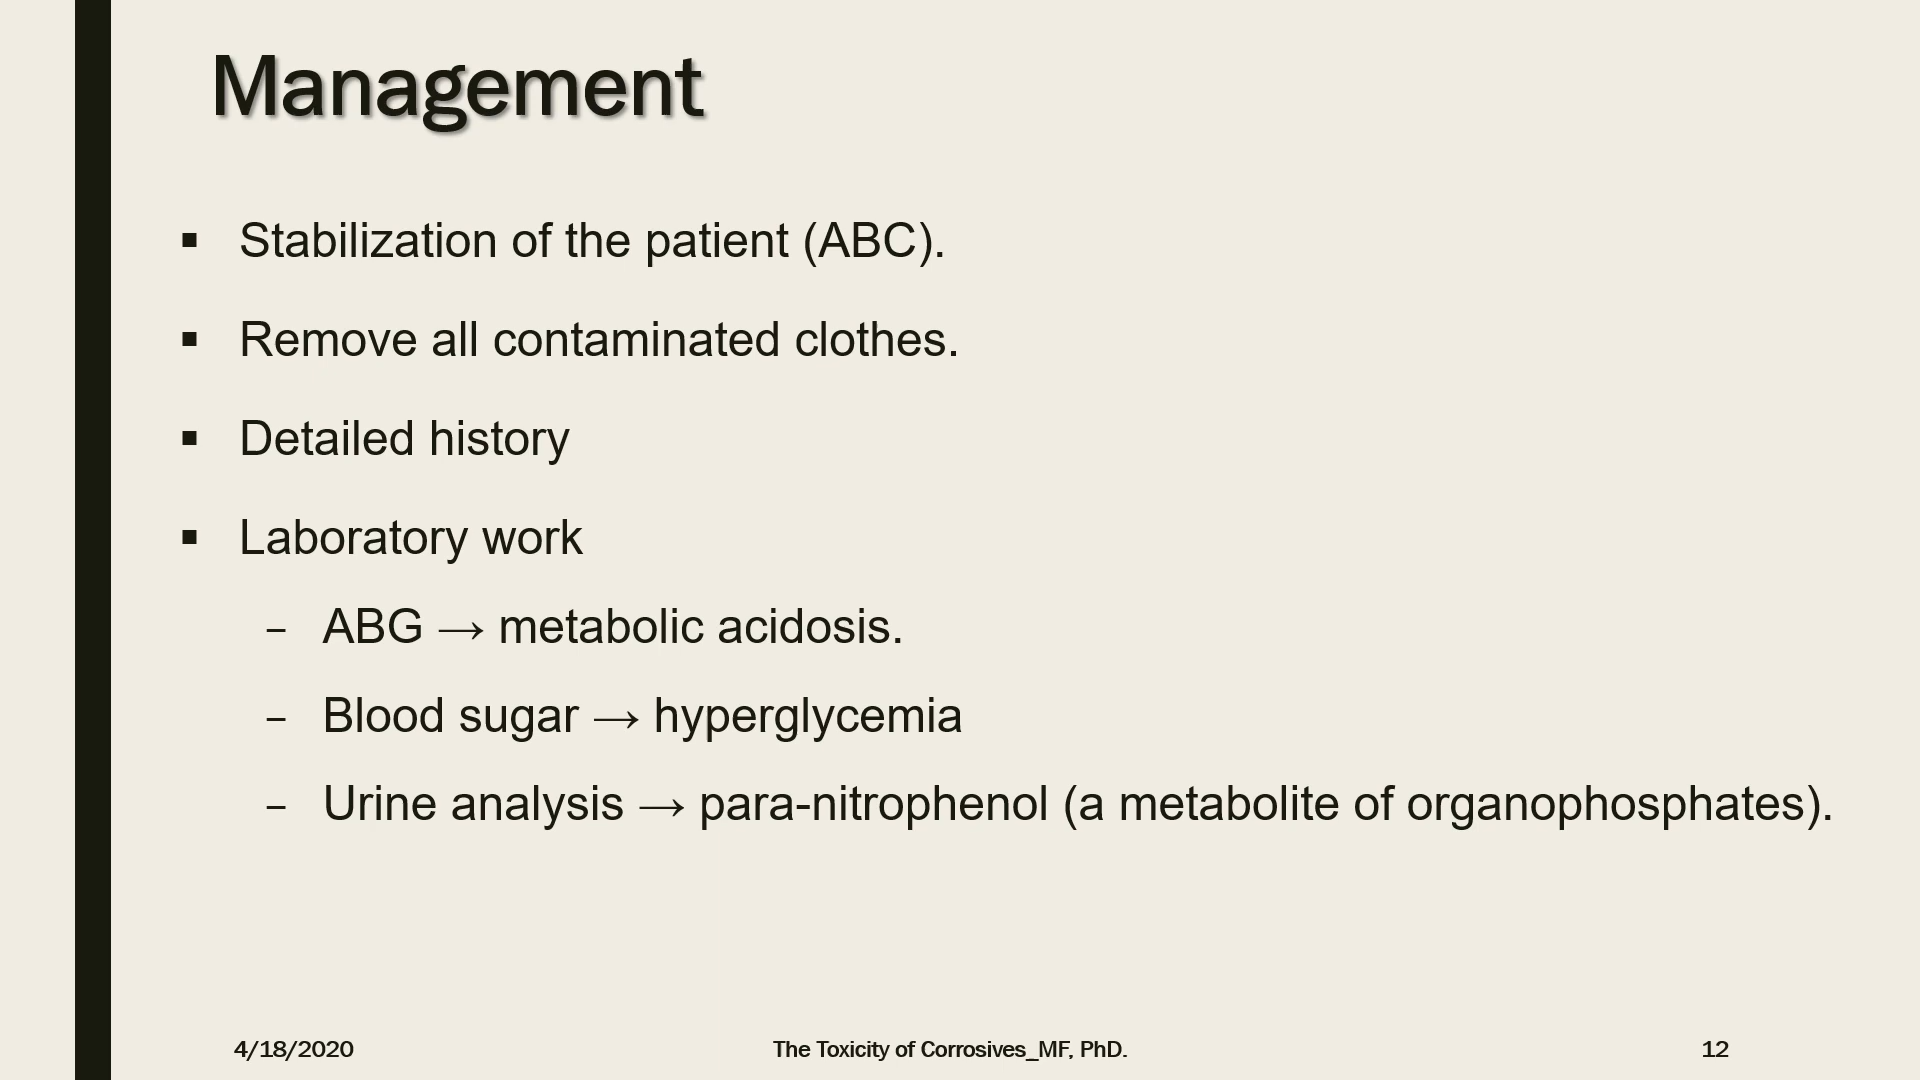 Management
▪ Stabilization of the patient (ABC).
▪ Remove all contaminated clothes.
▪ Detailed history
▪ Laboratory work
– ABG → metabolic acidosis.
– Blood sugar → hyperglycemia
– Urine analysis → para-nitrophenol (a metabolite of organophosphates).
4/18/2020
The Toxicity of Corrosives_MF, PhD.
12